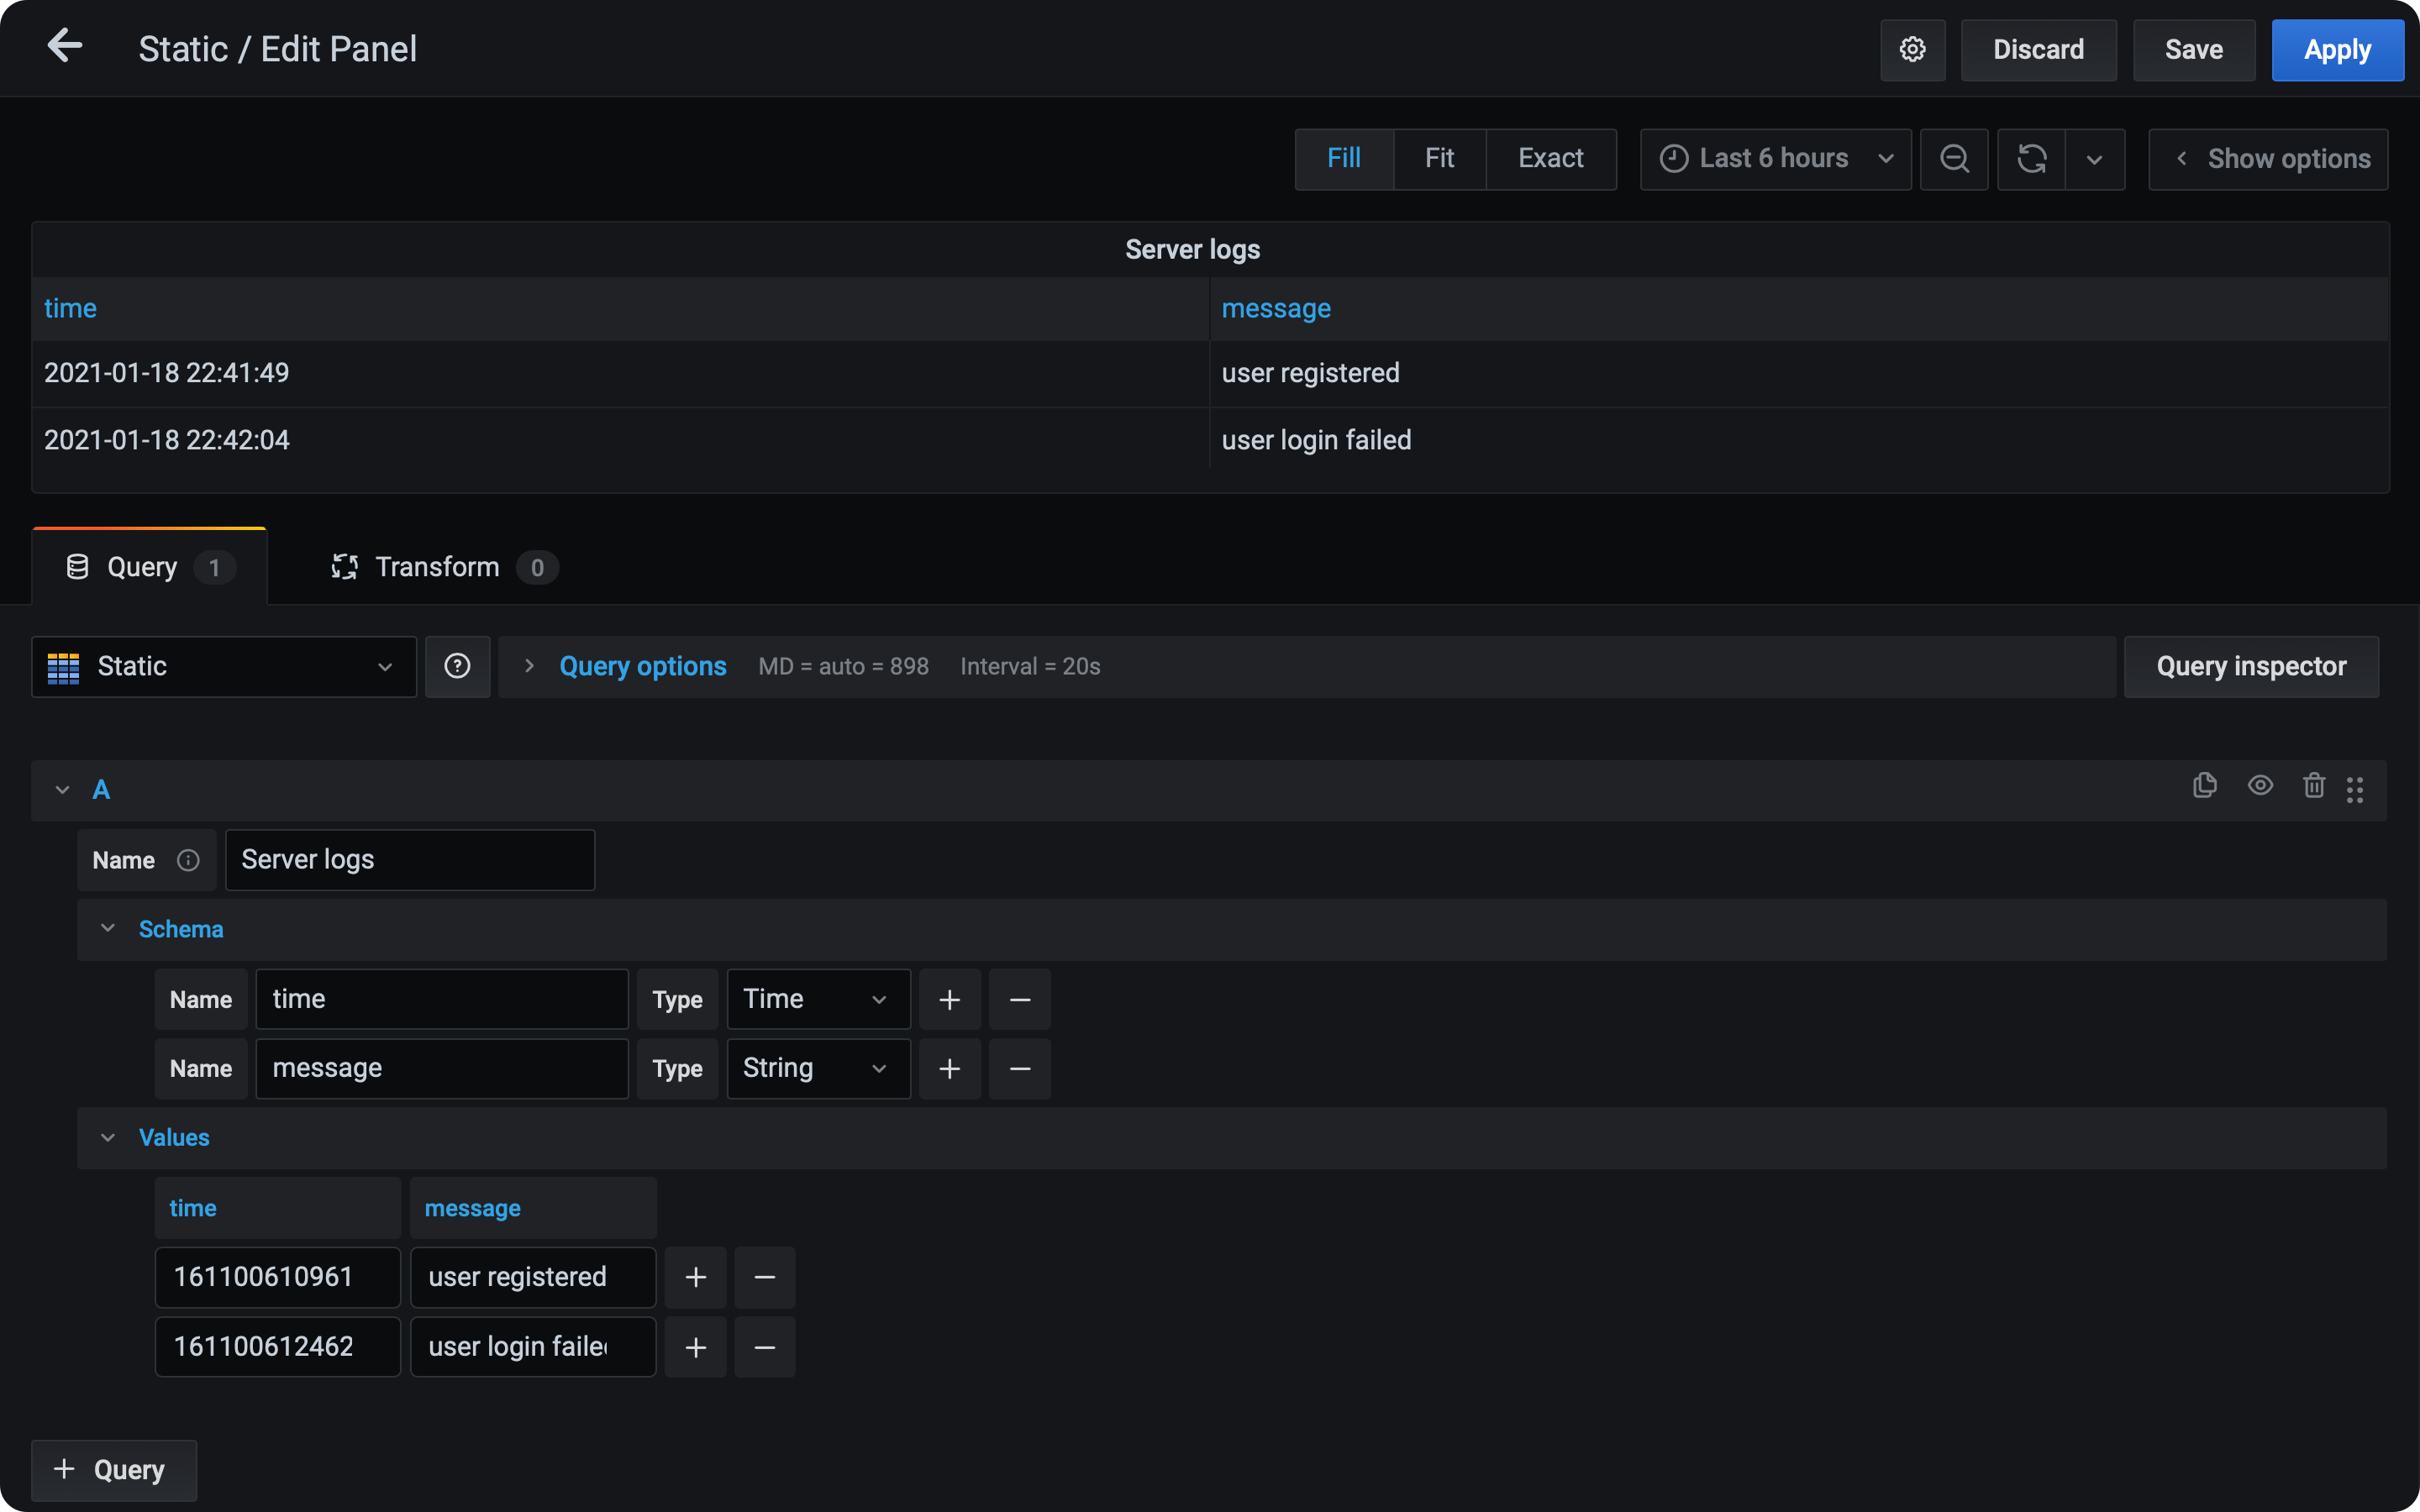 Static / Edit Panel
Discard
Save
Apply
Fill
Fit
Exact
Last 6 hours
Show options
Server logs
time message
2021-01-18 22:41:49 user registered
2021-01-18 22:42:04 user login failed
Query 1
Transform 0
Static
Query options MD = auto = 898 Interval = 20s
Query inspector
A
Name Server logs
Schema
Name time Type Time
Name message Type String
Values
time message
161100610961 user registered
161100612462 user login faile
Query